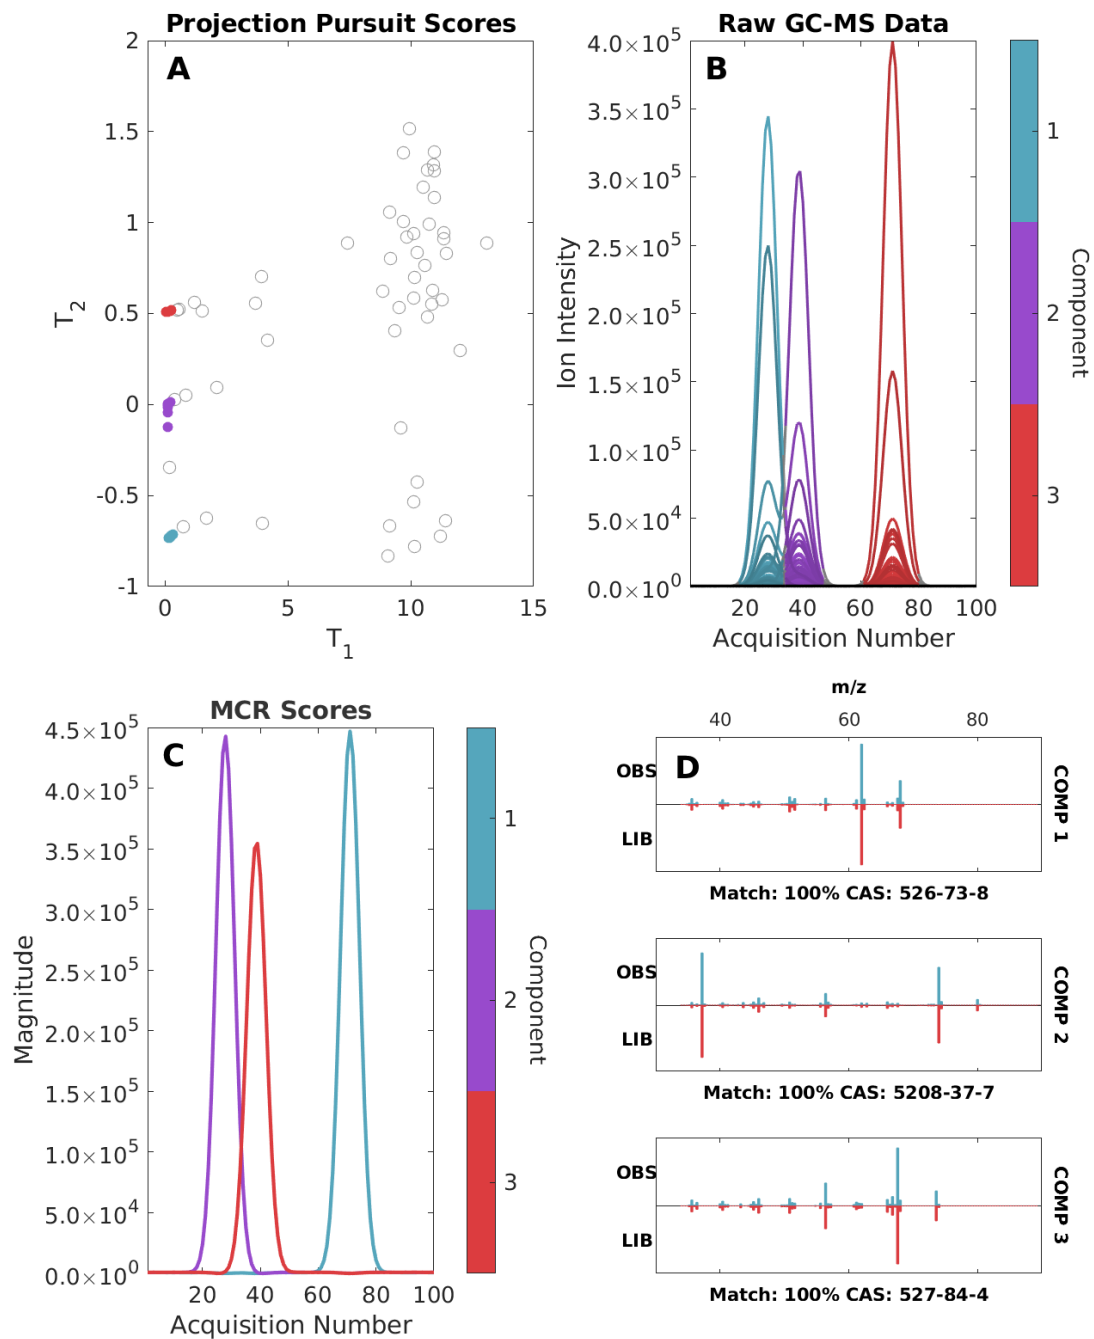 Projection Pursuit Scores
A
2
1.5
1
0.5
0
-0.5
-1
T2
0
5
10
15
T1
Raw GC-MS Data
B
4.0×10^5
3.5×10^5
3.0×10^5
2.5×10^5
2.0×10^5
1.5×10^5
1.0×10^5
5.0×10^4
0.0×10^0
Ion Intensity
20 40 60 80 100
Acquisition Number
1
2
3
Component
MCR Scores
C
4.5×10^5
4.0×10^5
3.5×10^5
3.0×10^5
2.5×10^5
2.0×10^5
1.5×10^5
1.0×10^5
5.0×10^4
0.0×10^0
Magnitude
20 40 60 80 100
Acquisition Number
1
2
3
Component
m/z
40 60 80
D
OBS
LIB
COMP 1
Match: 100% CAS: 526-73-8
OBS
LIB
COMP 2
Match: 100% CAS: 5208-37-7
OBS
LIB
COMP 3
Match: 100% CAS: 527-84-4